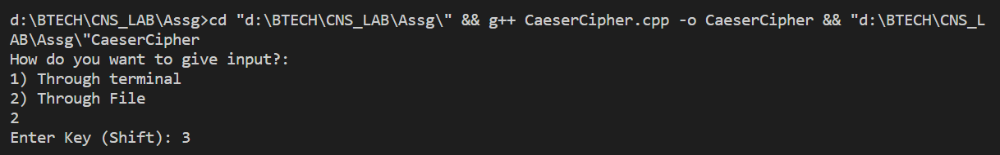 d:\BTECH\CNS_LAB\Assg>cd "d:\BTECH\CNS_LAB\Assg\" && g++ CaeserCipher.cpp -o CaeserCipher && "d:\BTECH\CNS_L
AB\Assg\"CaeserCipher
How do you want to give input?:
1) Through terminal
2) Through File
2
Enter Key (Shift): 3